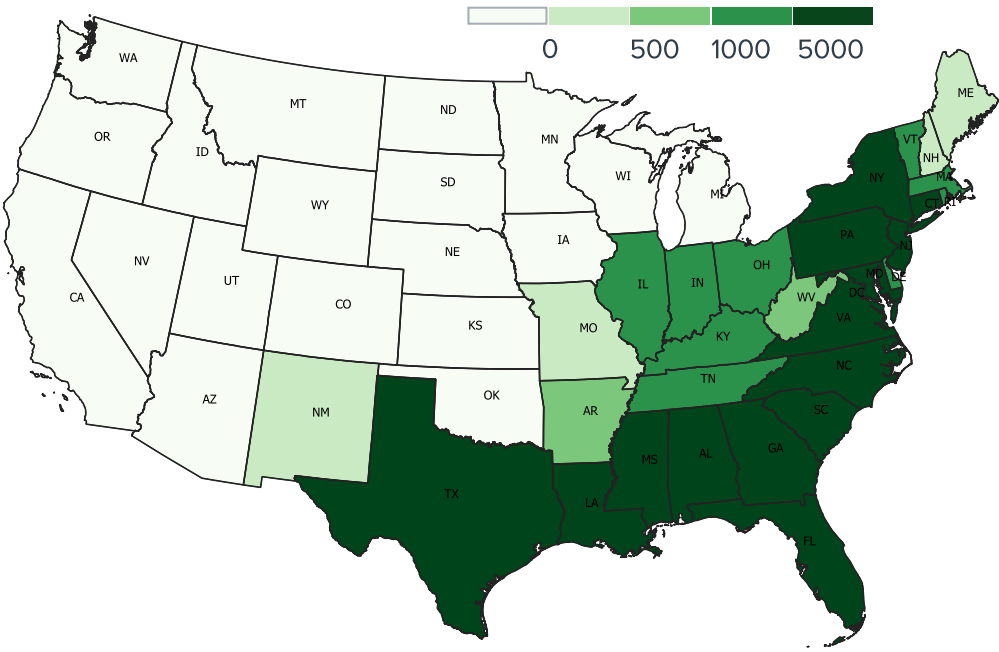 0 500 1000 5000
WA
MT
ND
MN
ME
OR
ID
SD
WI
MI
VT
NH
NY
MA
WY
CT
RI
NE
IA
PA
NJ
NV
UT
CO
IL
IN
OH
MD
DE
CA
KS
MO
WV
DC
VA
KY
AZ
NM
OK
AR
TN
NC
SC
TX
LA
MS
AL
GA
FL